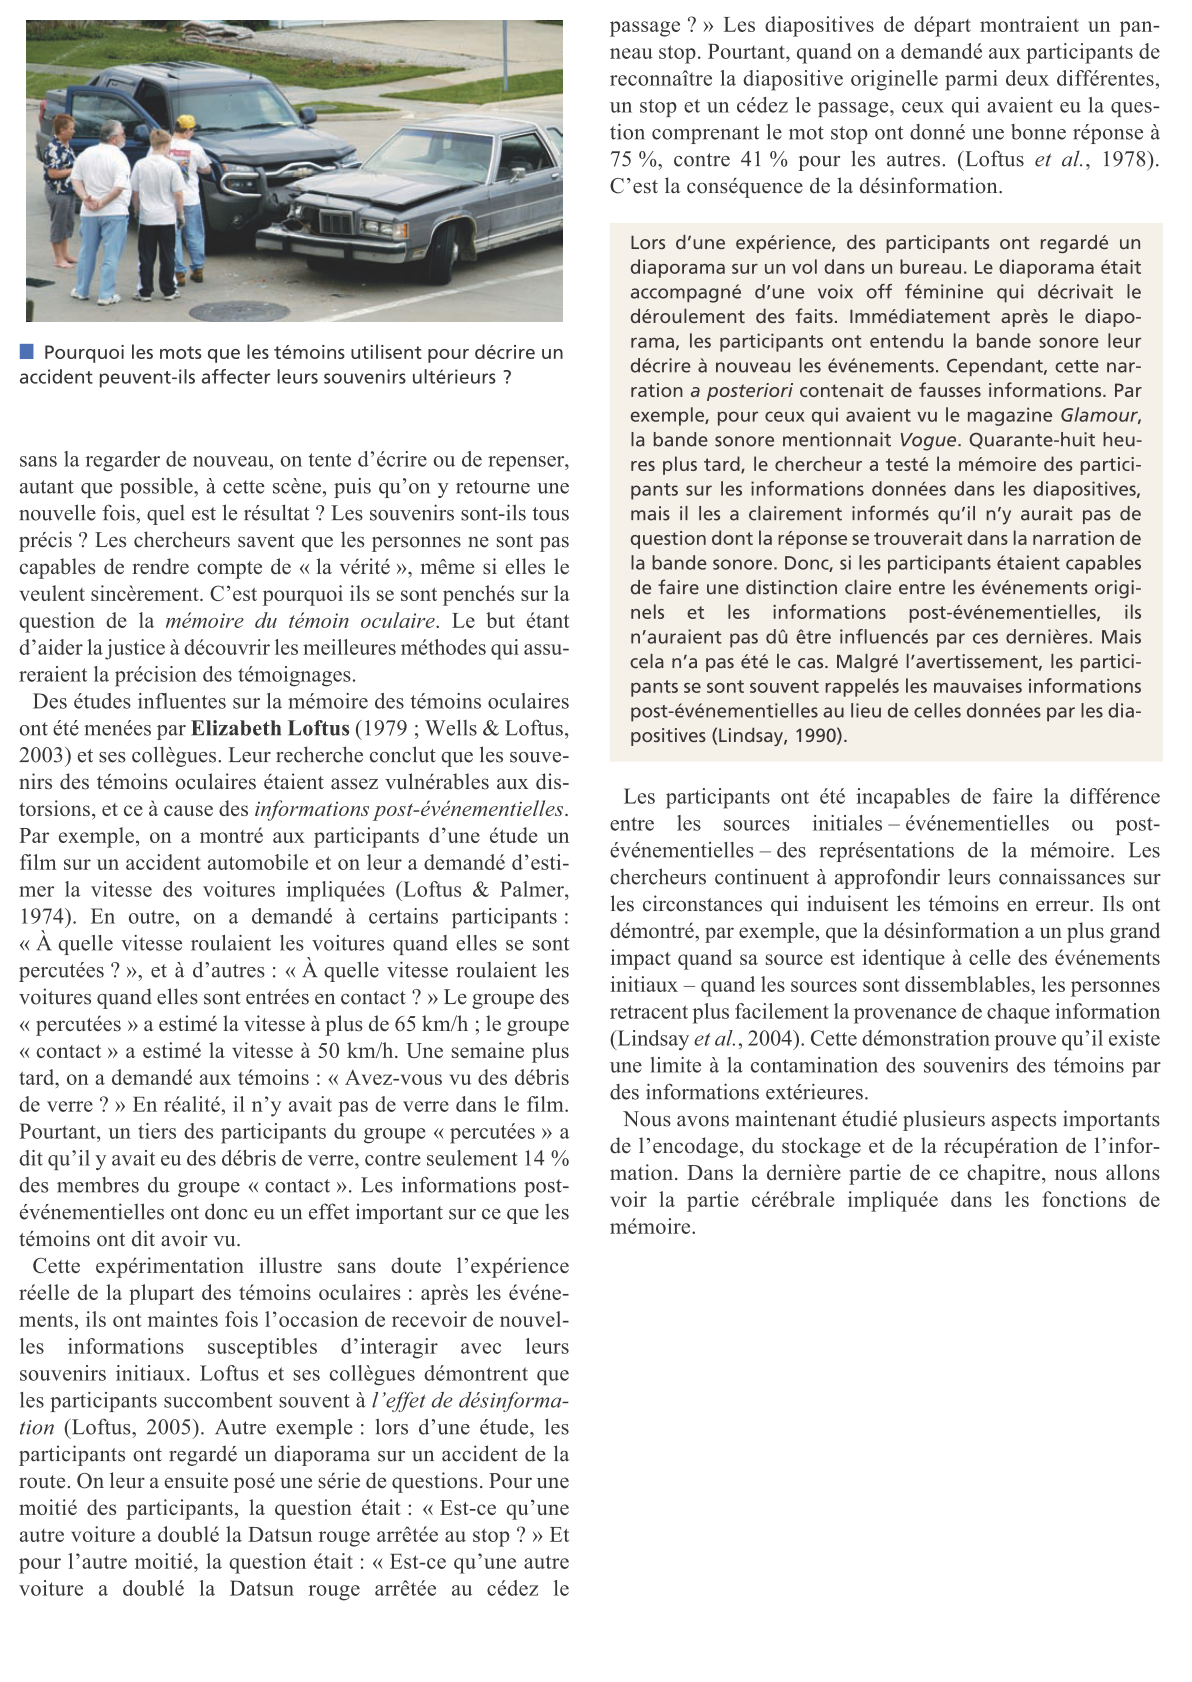 ■ Pourquoi les mots que les témoins utilisent pour décrire un
accident peuvent-ils affecter leurs souvenirs ultérieurs ?
sans la regarder de nouveau, on tente d’écrire ou de repenser,
autant que possible, à cette scène, puis qu’on y retourne une
nouvelle fois, quel est le résultat ? Les souvenirs sont-ils tous
précis ? Les chercheurs savent que les personnes ne sont pas
capables de rendre compte de « la vérité », même si elles le
veulent sincèrement. C’est pourquoi ils se sont penchés sur la
question de la mémoire du témoin oculaire. Le but étant
d’aider la justice à découvrir les meilleures méthodes qui assu-
reraient la précision des témoignages.
Des études influentes sur la mémoire des témoins oculaires
ont été menées par Elizabeth Loftus (1979 ; Wells & Loftus,
2003) et ses collègues. Leur recherche conclut que les souve-
nirs des témoins oculaires étaient assez vulnérables aux dis-
torsions, et ce à cause des informations post-événementielles.
Par exemple, on a montré aux participants d’une étude un
film sur un accident automobile et on leur a demandé d’esti-
mer la vitesse des voitures impliquées (Loftus & Palmer,
1974). En outre, on a demandé à certains participants :
« À quelle vitesse roulaient les voitures quand elles se sont
percutées ? », et à d’autres : « À quelle vitesse roulaient les
voitures quand elles sont entrées en contact ? » Le groupe des
« percutées » a estimé la vitesse à plus de 65 km/h ; le groupe
« contact » a estimé la vitesse à 50 km/h. Une semaine plus
tard, on a demandé aux témoins : « Avez-vous vu des débris
de verre ? » En réalité, il n’y avait pas de verre dans le film.
Pourtant, un tiers des participants du groupe « percutées » a
dit qu’il y avait eu des débris de verre, contre seulement 14 %
des membres du groupe « contact ». Les informations post-
événementielles ont donc eu un effet important sur ce que les
témoins ont dit avoir vu.
Cette expérimentation illustre sans doute l’expérience
réelle de la plupart des témoins oculaires : après les événe-
ments, ils ont maintes fois l’occasion de recevoir de nouvel-
les informations susceptibles d’interagir avec leurs
souvenirs initiaux. Loftus et ses collègues démontrent que
les participants succombent souvent à l’effet de désinforma-
tion (Loftus, 2005). Autre exemple : lors d’une étude, les
participants ont regardé un diaporama sur un accident de la
route. On leur a ensuite posé une série de questions. Pour une
moitié des participants, la question était : « Est-ce qu’une
autre voiture a doublé la Datsun rouge arrêtée au stop ? » Et
pour l’autre moitié, la question était : « Est-ce qu’une autre
voiture a doublé la Datsun rouge arrêtée au cédez le
passage ? » Les diapositives de départ montraient un pan-
neau stop. Pourtant, quand on a demandé aux participants de
reconnaître la diapositive originelle parmi deux différentes,
un stop et un cédez le passage, ceux qui avaient eu la ques-
tion comprenant le mot stop ont donné une bonne réponse à
75 %, contre 41 % pour les autres. (Loftus et al., 1978).
C’est la conséquence de la désinformation.
Lors d’une expérience, des participants ont regardé un
diaporama sur un vol dans un bureau. Le diaporama était
accompagné d’une voix off féminine qui décrivait le
déroulement des faits. Immédiatement après le diapo-
rama, les participants ont entendu la bande sonore leur
décrire à nouveau les événements. Cependant, cette nar-
ration a posteriori contenait de fausses informations. Par
exemple, pour ceux qui avaient vu le magazine Glamour,
la bande sonore mentionnait Vogue. Quarante-huit heu-
res plus tard, le chercheur a testé la mémoire des partici-
pants sur les informations données dans les diapositives,
mais il les a clairement informés qu’il n’y aurait pas de
question dont la réponse se trouverait dans la narration de
la bande sonore. Donc, si les participants étaient capables
de faire une distinction claire entre les événements origi-
nels et les informations post-événementielles, ils
n’auraient pas dû être influencés par ces dernières. Mais
cela n’a pas été le cas. Malgré l’avertissement, les partici-
pants se sont souvent rappelés les mauvaises informations
post-événementielles au lieu de celles données par les dia-
positives (Lindsay, 1990).
Les participants ont été incapables de faire la différence
entre les sources initiales – événementielles ou post-
événementielles – des représentations de la mémoire. Les
chercheurs continuent à approfondir leurs connaissances sur
les circonstances qui induisent les témoins en erreur. Ils ont
démontré, par exemple, que la désinformation a un plus grand
impact quand sa source est identique à celle des événements
initiaux – quand les sources sont dissemblables, les personnes
retracent plus facilement la provenance de chaque information
(Lindsay et al., 2004). Cette démonstration prouve qu’il existe
une limite à la contamination des souvenirs des témoins par
des informations extérieures.
Nous avons maintenant étudié plusieurs aspects importants
de l’encodage, du stockage et de la récupération de l’infor-
mation. Dans la dernière partie de ce chapitre, nous allons
voir la partie cérébrale impliquée dans les fonctions de
mémoire.